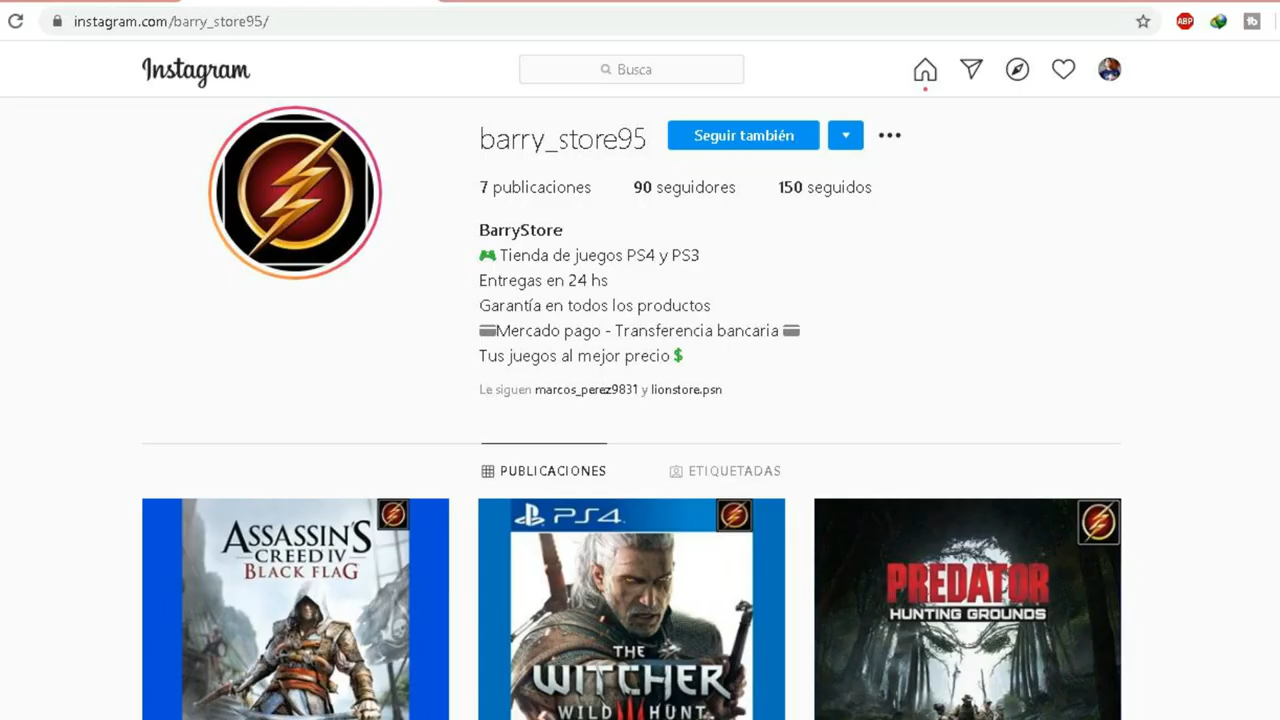 instagram.com/barry_store95/
ABP
Instagram
Busca
barry_store95 Seguir también
7 publicaciones 90 seguidores 150 seguidos
BarryStore
Tienda de juegos PS4 y PS3
Entregas en 24 hs
Garantía en todos los productos
Mercado pago - Transferencia bancaria
Tus juegos al mejor precio
Le siguen marcos_perez9831 y lionstore.psn
PUBLICACIONES ETIQUETADAS
ASSASSIN'S
CREED IV
BLACK FLAG
PS4
THE
WITCHER
WILD HUNT
PREDATOR
HUNTING GROUNDS